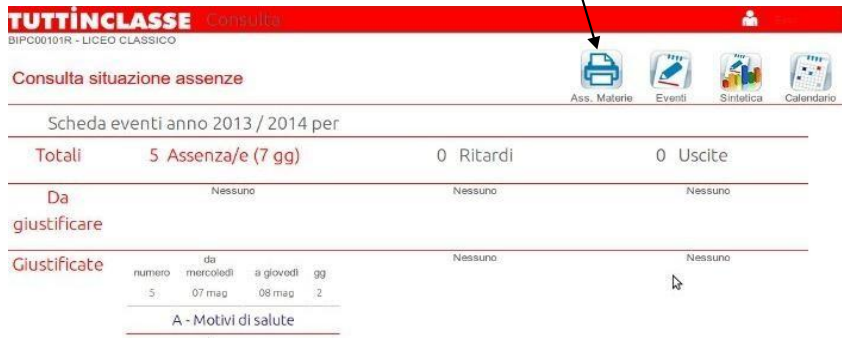 TUTTINCLASSE Consulta
BIPC00101R - LICEO CLASSICO
Consulta situazione assenze
Ass. Materie Eventi Sintetica Calendario
Scheda eventi anno 2013 / 2014 per
Totali 5 Assenza/e (7 gg) 0 Ritardi 0 Uscite
Da giustificare Nessuno Nessuno Nessuno
Giustificate Nessuno Nessuno
numero da mercoledì a giovedì gg
5 07 mag 08 mag 2
A - Motivi di salute